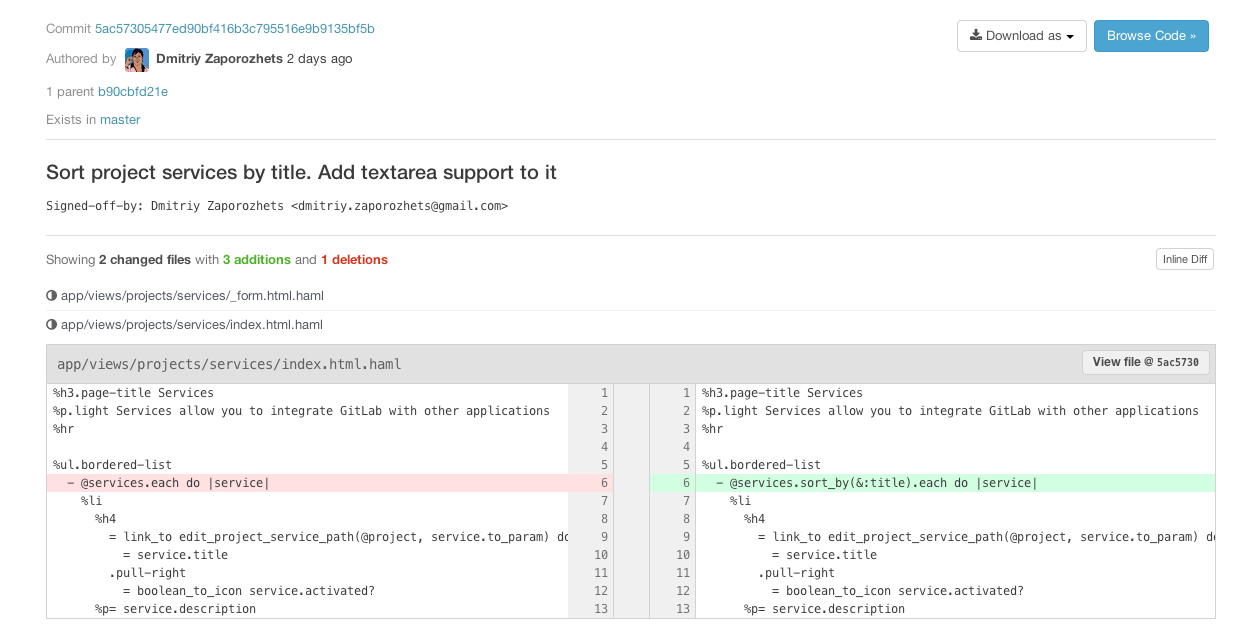 Commit 5ac57305477ed90bf416b3c795516e9b9135bf5b
Download as
Browse Code »
Authored by Dmitriy Zaporozhets 2 days ago
1 parent b90cbfd21e
Exists in master
Sort project services by title. Add textarea support to it
Signed-off-by: Dmitriy Zaporozhets <dmitriy.zaporozhets@gmail.com>
Showing 2 changed files with 3 additions and 1 deletions
Inline Diff
app/views/projects/services/_form.html.haml
app/views/projects/services/index.html.haml
app/views/projects/services/index.html.haml
View file @ 5ac5730
%h3.page-title Services 1 1 %h3.page-title Services
%p.light Services allow you to integrate GitLab with other applications 2 2 %p.light Services allow you to integrate GitLab with other applications
%hr 3 3 %hr
4 4
%ul.bordered-list 5 5 %ul.bordered-list
- @services.each do |service| 6 6 - @services.sort_by(&:title).each do |service|
%li 7 7 %li
%h4 8 8 %h4
= link_to edit_project_service_path(@project, service.to_param) do 9 9 = link_to edit_project_service_path(@project, service.to_param) do
= service.title 10 10 = service.title
.pull-right 11 11 .pull-right
= boolean_to_icon service.activated? 12 12 = boolean_to_icon service.activated?
%p= service.description 13 13 %p= service.description